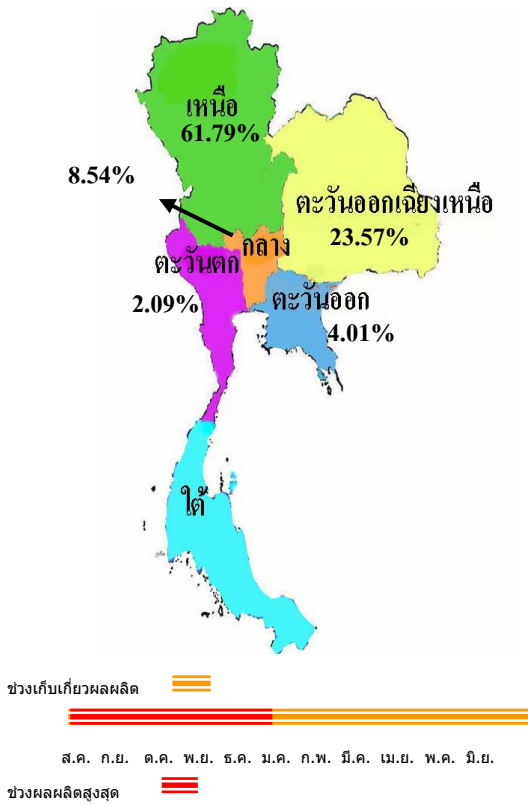 เหนือ
61.79%
8.54%
ตะวันออกเฉียงเหนือ
23.57%
กลาง
ตะวันตก
2.09%
ตะวันออก
4.01%
ใต้
ช่วงเก็บเกี่ยวผลผลิต
ส.ค. ก.ย. ต.ค. พ.ย. ธ.ค. ม.ค. ก.พ. มี.ค. เม.ย. พ.ค. มิ.ย.
ช่วงผลผลิตสูงสุด